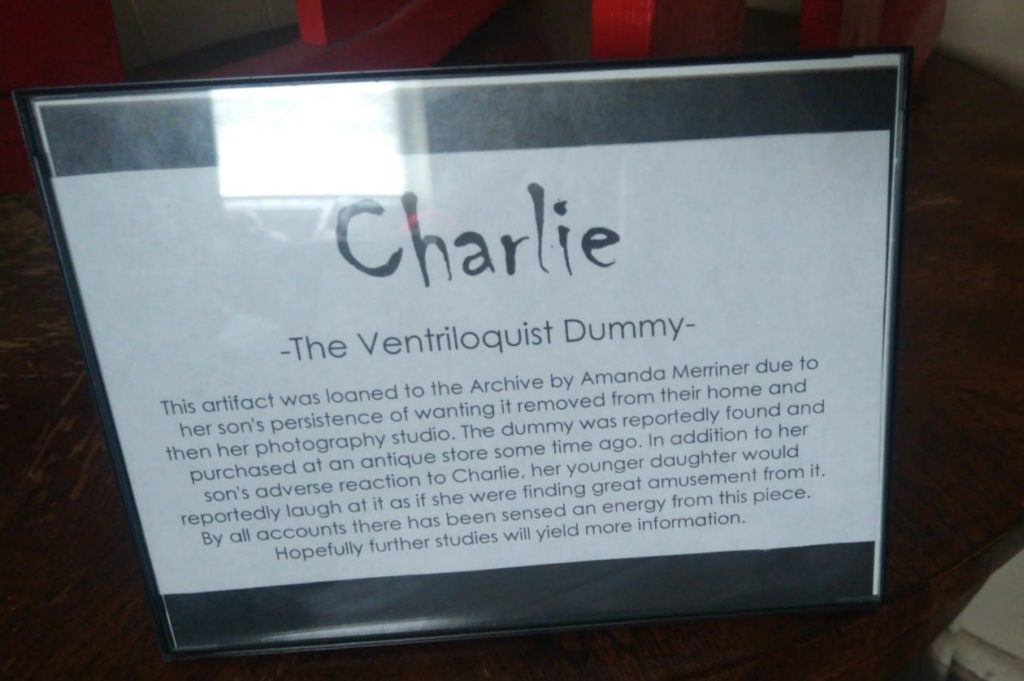 Charlie
-The Ventriloquist Dummy-
This artifact was loaned to the Archive by Amanda Merriner due to
her son's persistence of wanting it removed from their home and
then her photography studio. The dummy was reportedly found and
purchased at an antique store some time ago. In addition to her
son's adverse reaction to Charlie, her younger daughter would
reportedly laugh at it as if she were finding great amusement from it.
By all accounts there has been sensed an energy from this piece.
Hopefully further studies will yield more information.